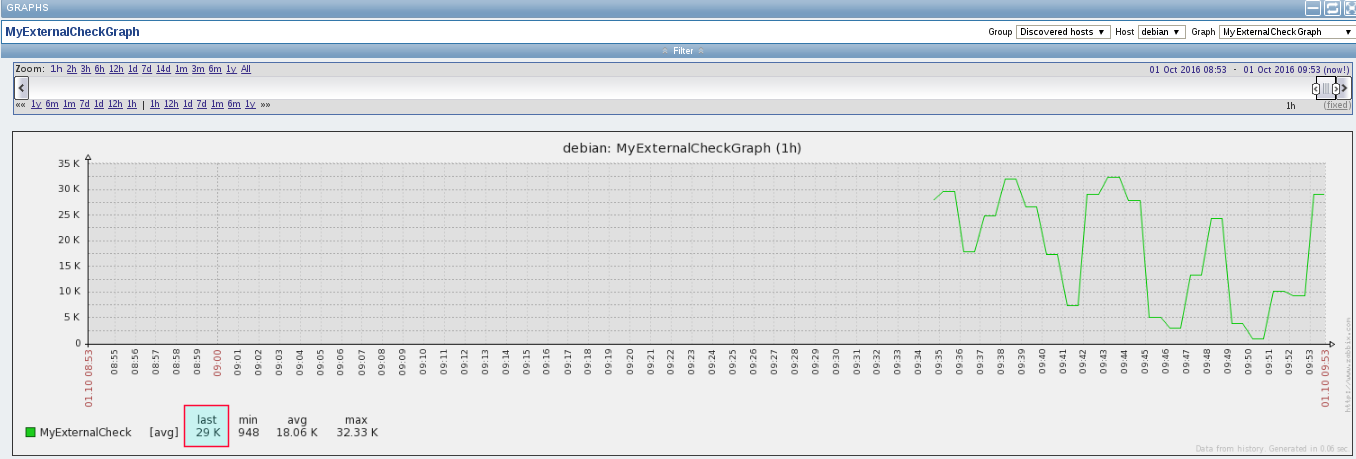 GRAPHS
MyExternalCheckGraph Group Discovered hosts ▼ Host debian ▼ Graph MyExternalCheckGraph ▼
Filter
Zoom: 1h 2h 3h 6h 12h 1d 7d 14d 1m 3m 6m 1y All 01 Oct 2016 08:53 - 01 Oct 2016 09:53 (now!)
«« 1y 6m 1m 7d 1d 12h 1h | 1h 12h 1d 7d 1m 6m 1y »» 1h (fixed)
debian: MyExternalCheckGraph (1h)
35 K
30 K
25 K
20 K
15 K
10 K
5 K
0
01.10 08:53 08:55 08:56 08:57 08:58 08:59 09:00 09:01 09:02 09:03 09:04 09:05 09:06 09:07 09:08 09:09 09:10 09:11 09:12 09:13 09:14 09:15 09:16 09:17 09:18 09:19 09:20 09:21 09:22 09:23 09:24 09:25 09:26 09:27 09:28 09:29 09:30 09:31 09:32 09:33 09:34 09:35 09:36 09:37 09:38 09:39 09:40 09:41 09:42 09:43 09:44 09:45 09:46 09:47 09:48 09:49 09:50 09:51 09:52 09:53 01.10 09:53
http://www.zabbix.com
last min avg max
MyExternalCheck [avg] 29 K 948 18.06 K 32.33 K
Data from history. Generated in 0.06 sec